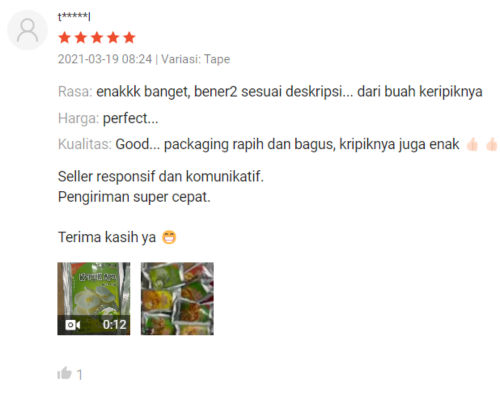 t*****l
2021-03-19 08:24 | Variasi: Tape
Rasa: enakkk banget, bener2 sesuai deskripsi... dari buah keripiknya
Harga: perfect...
Kualitas: Good... packaging rapih dan bagus, kripiknya juga enak 👍🏻 👍🏻
Seller responsif dan komunikatif.
Pengiriman super cepat.
Terima kasih ya 😁
0:12
1